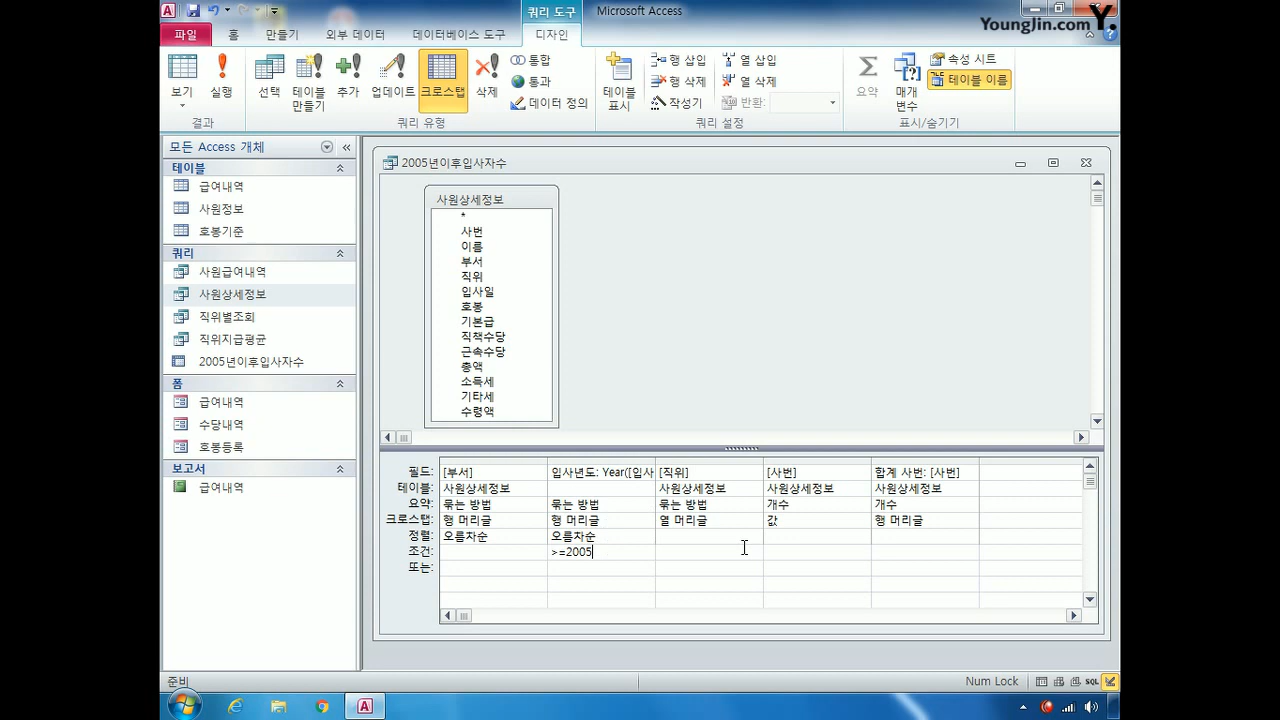 쿼리 도구
Microsoft Access
YoungJin.com Y.
파일
홈
만들기
외부 데이터
데이터베이스 도구
디자인
보기
실행
결과
선택
테이블
만들기
추가
업데이트
크로스탭
삭제
통합
통과
데이터 정의
쿼리 유형
테이블
표시
행 삽입
행 삭제
작성기
열 삽입
열 삭제
반환:
쿼리 설정
요약
매개
변수
속성 시트
테이블 이름
표시/숨기기
모든 Access 개체
테이블
급여내역
사원정보
호봉기준
쿼리
사원급여내역
사원상세정보
직위별조회
직위지급평균
2005년이후입사자수
폼
급여내역
수당내역
호봉등록
보고서
급여내역
2005년이후입사자수
사원상세정보
*
사번
이름
부서
직위
입사일
호봉
기본급
직책수당
근속수당
총액
소득세
기타세
수령액
필드: [부서] 입사년도: Year([입사 [직위] [사번] 합계 사번: [사번]
테이블: 사원상세정보 사원상세정보 사원상세정보 사원상세정보
요약: 묶는 방법 묶는 방법 묶는 방법 개수 개수
크로스탭: 행 머리글 행 머리글 열 머리글 값 행 머리글
정렬: 오름차순 오름차순
조건: >=2005
또는:
준비
Num Lock
SQL